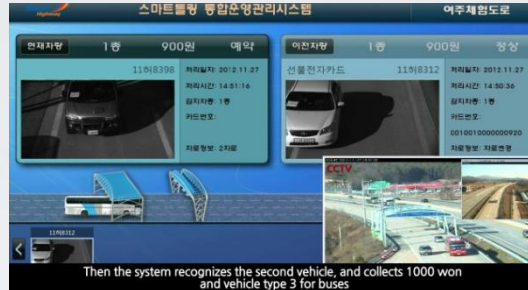 Highway
스마트톨링 통합운영관리시스템
여주체험도로
현재차량 1종 900원 예약
11허8398
처리일자: 2012.11.27
처리시간: 14:51:16
감지차종: 1종
카드번호:
차로정보: 2차로
이전차량 1종 900원 정상
선불전자카드 11허8312
처리일자: 2012.11.27
처리시간: 14:50:36
감지차종: 1종
카드번호:
0010010000000920
차로정보: 차로변경
CCTV
11허8312
Then the system recognizes the second vehicle, and collects 1000 won
and vehicle type 3 for buses